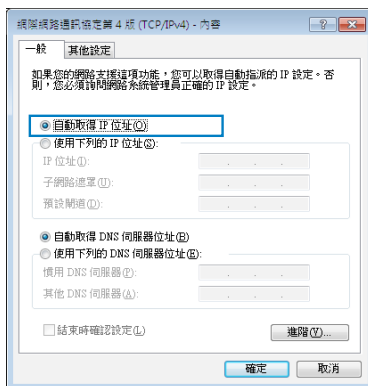 網際網路通訊協定第 4 版 (TCP/IPv4) - 內容
一般
其他設定
如果您的網路支援這項功能，您可以取得自動指派的 IP 設定。否
則，您必須詢問網路系統管理員正確的 IP 設定。
自動取得 IP 位址(O)
使用下列的 IP 位址(S):
IP 位址(I):
子網路遮罩(U):
預設閘道(D):
自動取得 DNS 伺服器位址(B)
使用下列的 DNS 伺服器位址(E):
慣用 DNS 伺服器(P):
其他 DNS 伺服器(A):
結束時確認設定(L)
進階(V)...
確定
取消